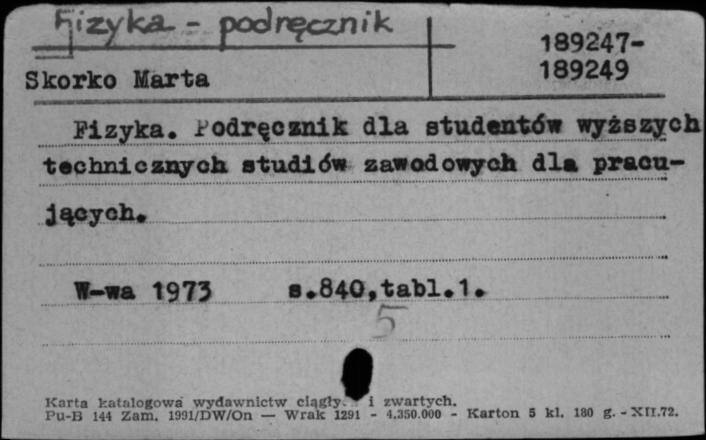 Fizyka - podręcznik
189247-
189249
Skorko Marta
Fizyka. Podręcznik dla studentów wyższych
technicznych studiów zawodowych dla pracu-
jących.
W-wa 1973 s.840,tabl.1.
5
Karta katalogowa wydawnictw ciągły i zwartych.
Pu-B 144 Zam. 1991/DW/On — Wrak 1291 - 4.350.000 - Karton 5 kl. 180 g. - XII.72.